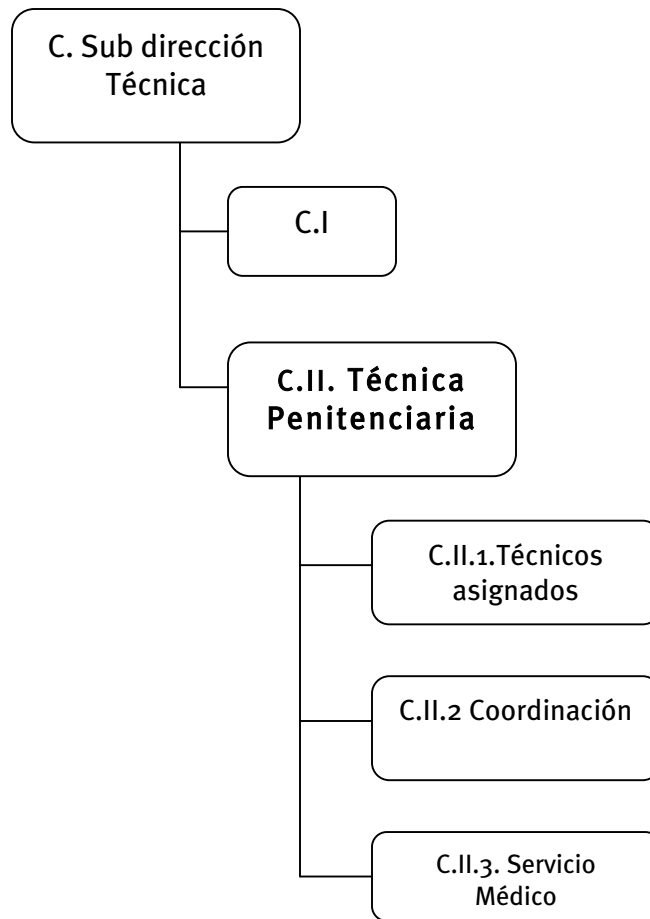 C. Sub dirección
Técnica
C.I
C.II. Técnica
Penitenciaria
C.II.1.Técnicos
asignados
C.II.2 Coordinación
C.II.3. Servicio
Médico